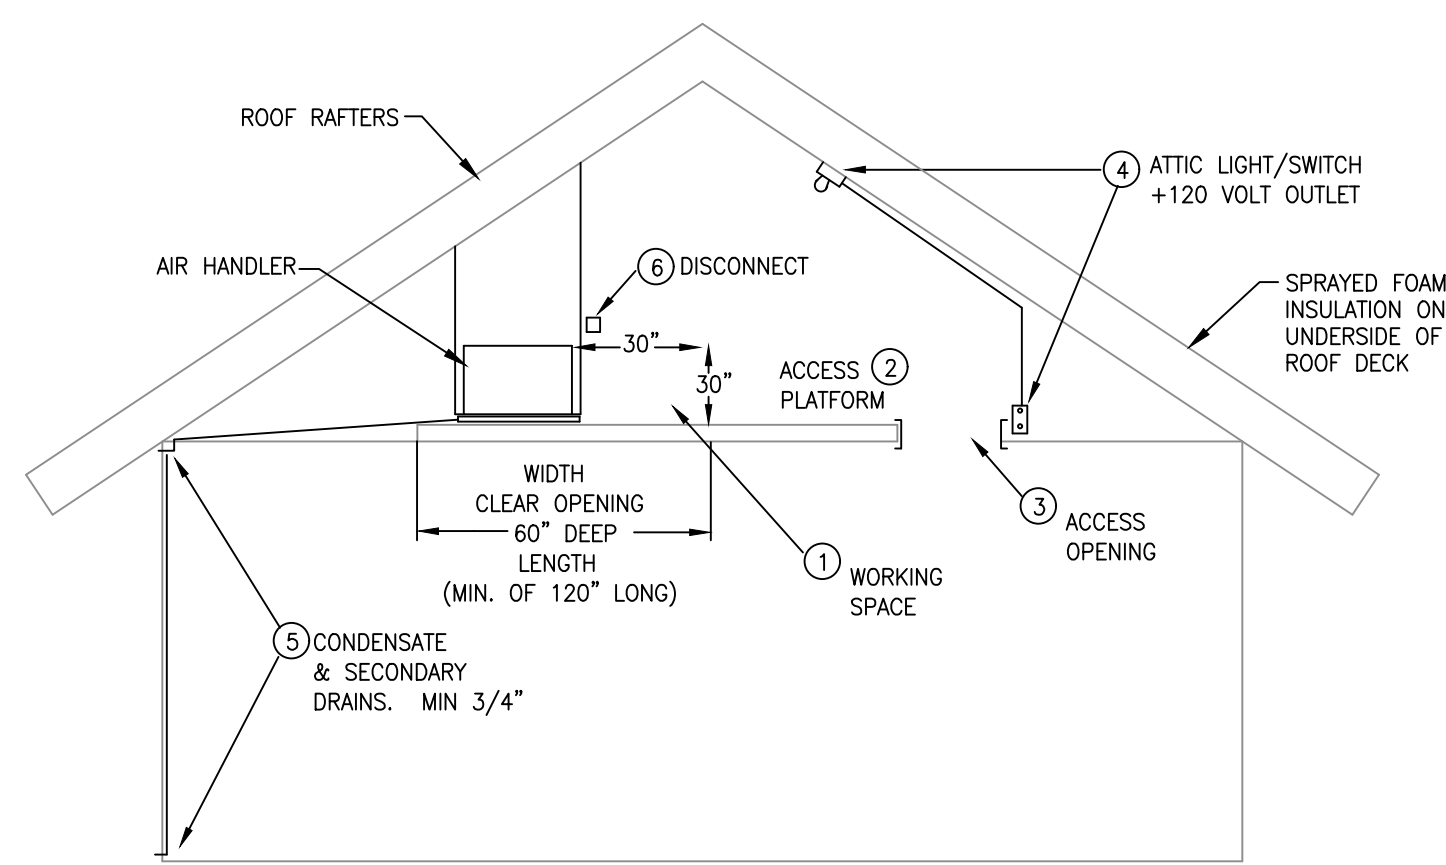 ROOF RAFTERS
4
ATTIC LIGHT/SWITCH
+120 VOLT OUTLET
AIR HANDLER
6 DISCONNECT
SPRAYED FOAM
INSULATION ON
UNDERSIDE OF
ROOF DECK
30"
30"
ACCESS 2
PLATFORM
WIDTH
CLEAR OPENING
60" DEEP
LENGTH
(MIN. OF 120" LONG)
3
ACCESS
OPENING
1
WORKING
SPACE
5 CONDENSATE
& SECONDARY
DRAINS. MIN 3/4"